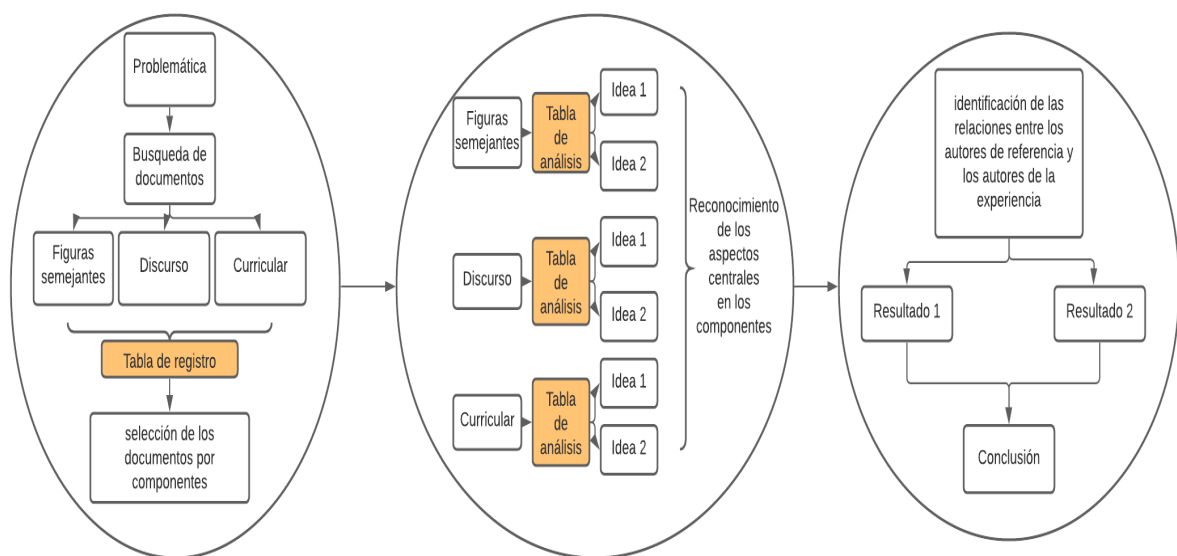 Problemática
Busqueda de
documentos
Figuras
semejantes
Discurso
Curricular
Tabla de registro
selección de los
documentos por
componentes
Figuras
semejantes
Tabla
de
análisis
Idea 1
Idea 2
Discurso
Tabla
de
análisis
Idea 1
Idea 2
Curricular
Tabla
de
análisis
Idea 1
Idea 2
Reconocimiento
de los
aspectos
centrales
en los
componentes
identificación de las
relaciones entre los
autores de referencia y
los autores de la
experiencia
Resultado 1
Resultado 2
Conclusión